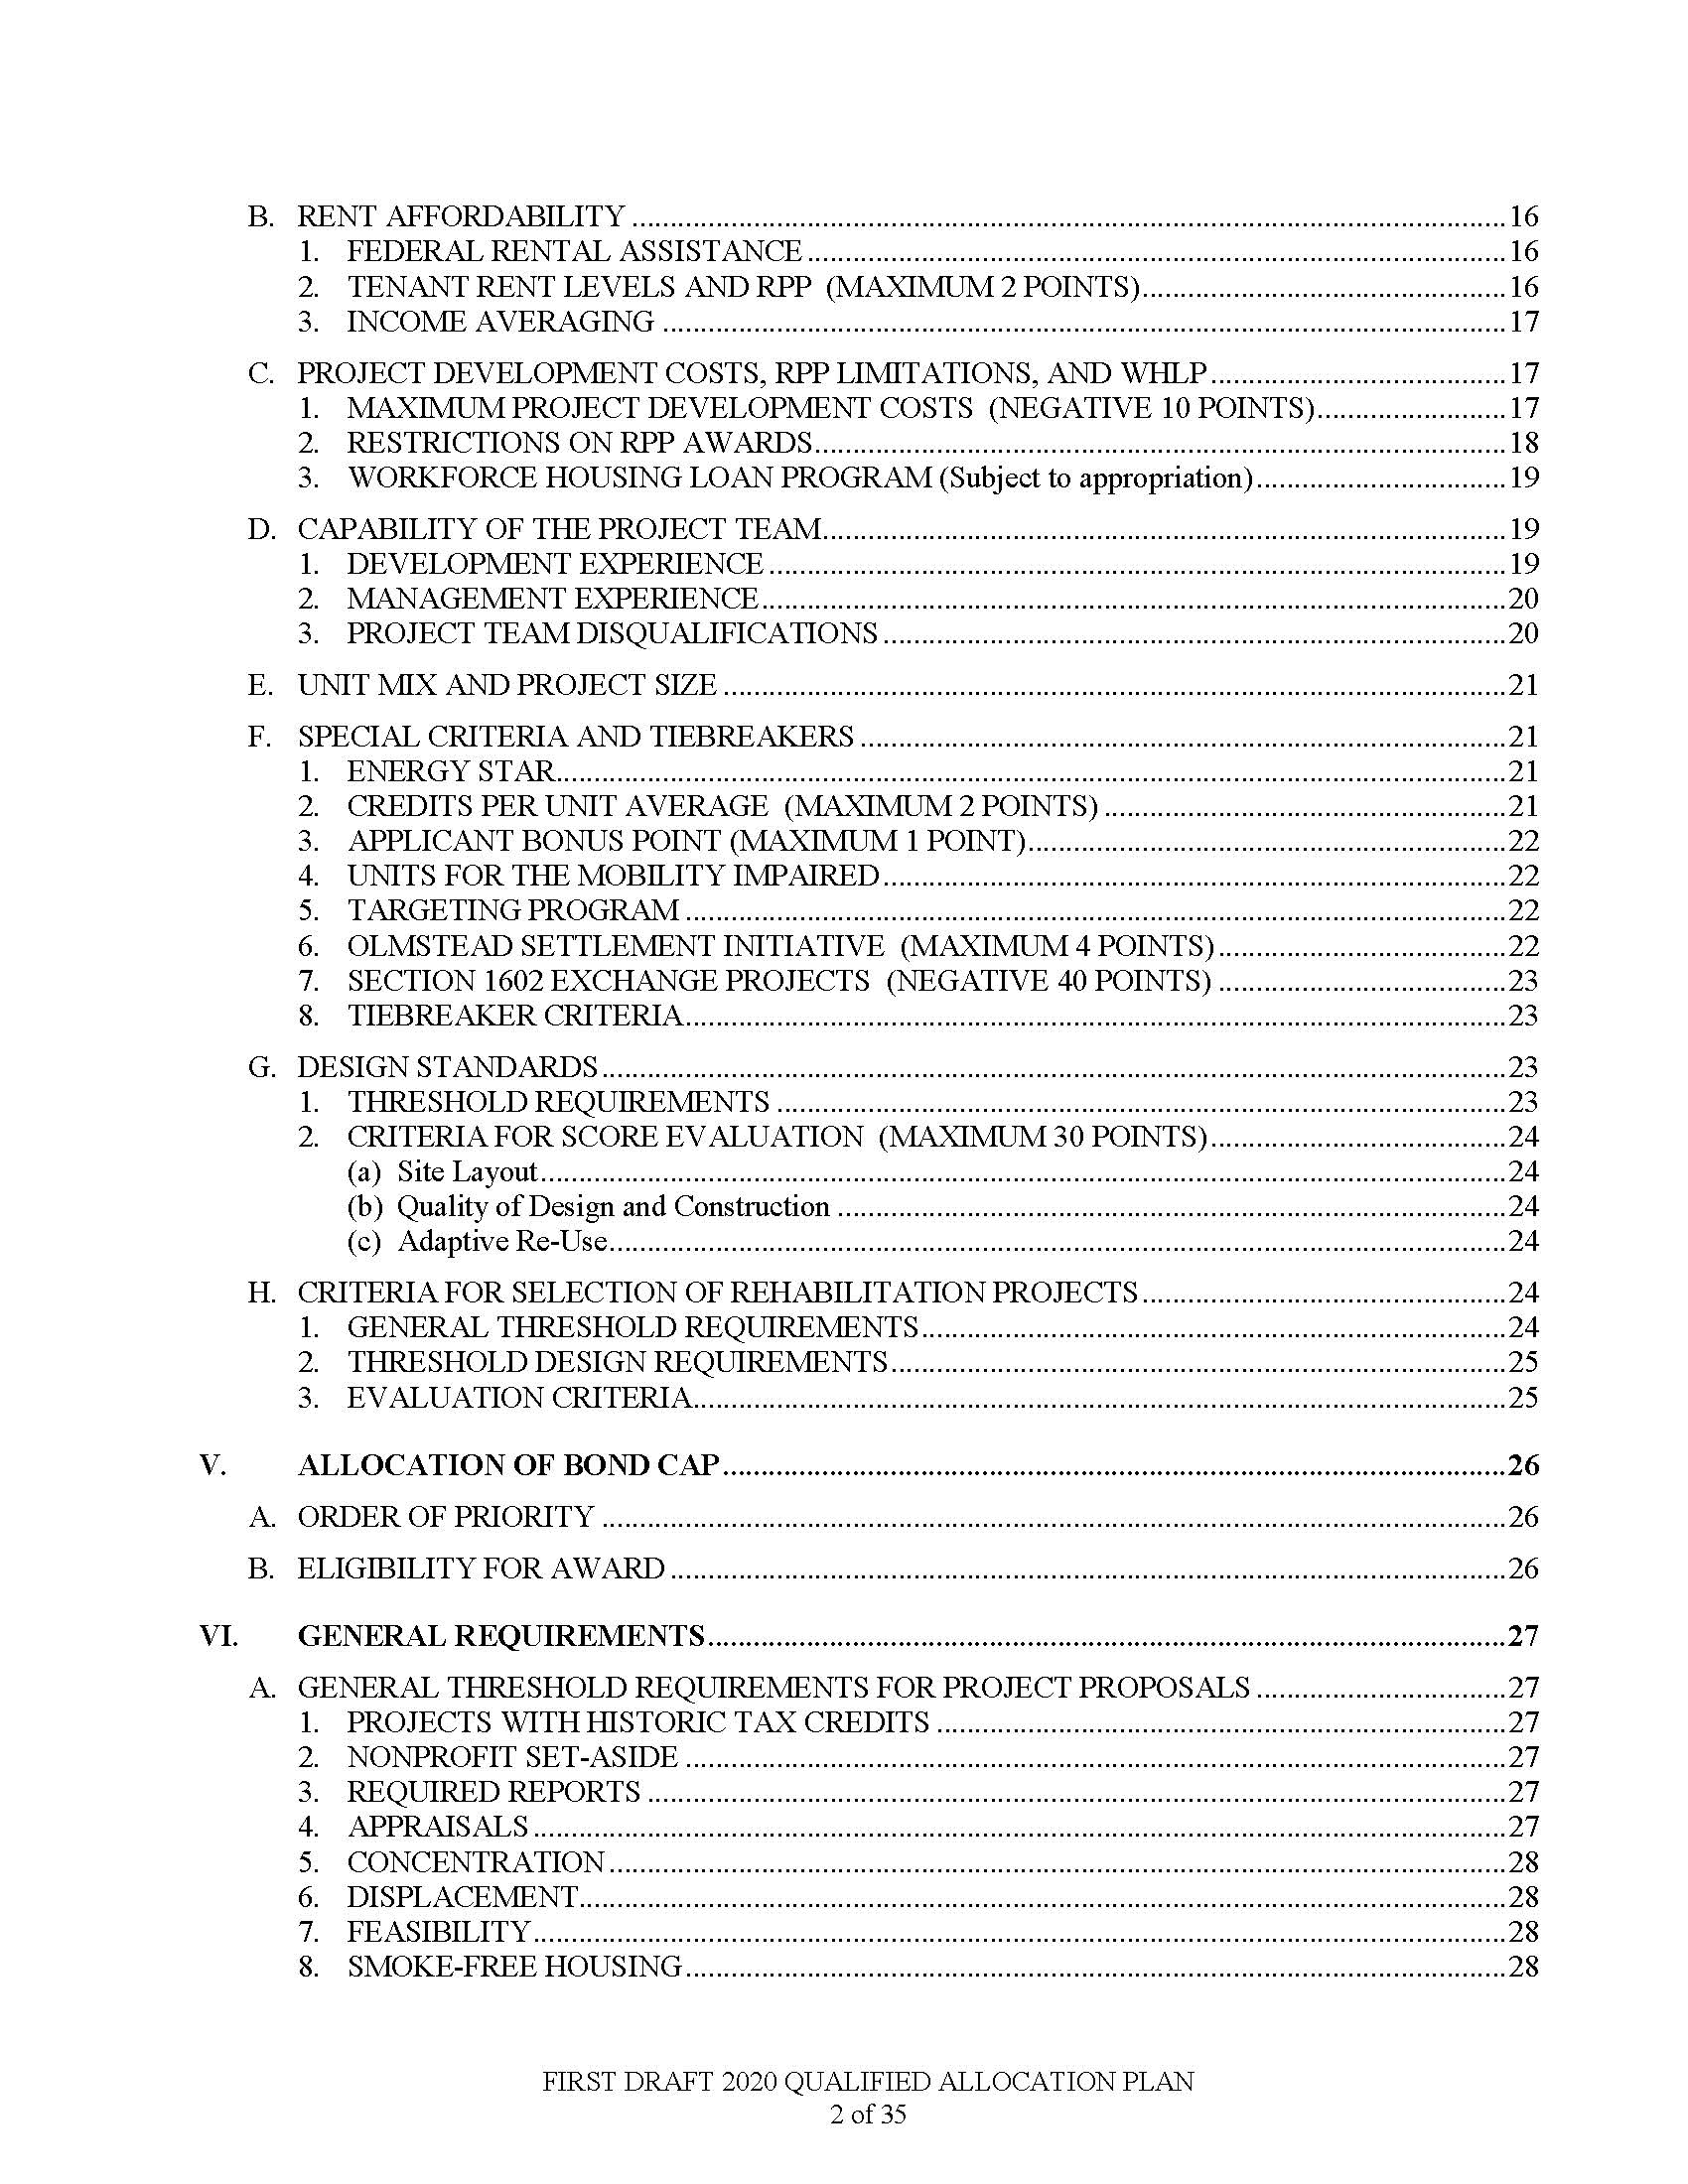 B. RENT AFFORDABILITY ........ 16
1. FEDERAL RENTAL ASSISTANCE ........ 16
2. TENANT RENT LEVELS AND RPP (MAXIMUM 2 POINTS) ........ 16
3. INCOME AVERAGING ........ 17
C. PROJECT DEVELOPMENT COSTS, RPP LIMITATIONS, AND WHLP ........ 17
1. MAXIMUM PROJECT DEVELOPMENT COSTS (NEGATIVE 10 POINTS) ........ 17
2. RESTRICTIONS ON RPP AWARDS ........ 18
3. WORKFORCE HOUSING LOAN PROGRAM (Subject to appropriation) ........ 19
D. CAPABILITY OF THE PROJECT TEAM ........ 19
1. DEVELOPMENT EXPERIENCE ........ 19
2. MANAGEMENT EXPERIENCE ........ 20
3. PROJECT TEAM DISQUALIFICATIONS ........ 20
E. UNIT MIX AND PROJECT SIZE ........ 21
F. SPECIAL CRITERIA AND TIEBREAKERS ........ 21
1. ENERGY STAR ........ 21
2. CREDITS PER UNIT AVERAGE (MAXIMUM 2 POINTS) ........ 21
3. APPLICANT BONUS POINT (MAXIMUM 1 POINT) ........ 22
4. UNITS FOR THE MOBILITY IMPAIRED ........ 22
5. TARGETING PROGRAM ........ 22
6. OLMSTEAD SETTLEMENT INITIATIVE (MAXIMUM 4 POINTS) ........ 22
7. SECTION 1602 EXCHANGE PROJECTS (NEGATIVE 40 POINTS) ........ 23
8. TIEBREAKER CRITERIA ........ 23
G. DESIGN STANDARDS ........ 23
1. THRESHOLD REQUIREMENTS ........ 23
2. CRITERIA FOR SCORE EVALUATION (MAXIMUM 30 POINTS) ........ 24
(a) Site Layout ........ 24
(b) Quality of Design and Construction ........ 24
(c) Adaptive Re-Use ........ 24
H. CRITERIA FOR SELECTION OF REHABILITATION PROJECTS ........ 24
1. GENERAL THRESHOLD REQUIREMENTS ........ 24
2. THRESHOLD DESIGN REQUIREMENTS ........ 25
3. EVALUATION CRITERIA ........ 25
V. ALLOCATION OF BOND CAP ........ 26
A. ORDER OF PRIORITY ........ 26
B. ELIGIBILITY FOR AWARD ........ 26
VI. GENERAL REQUIREMENTS ........ 27
A. GENERAL THRESHOLD REQUIREMENTS FOR PROJECT PROPOSALS ........ 27
1. PROJECTS WITH HISTORIC TAX CREDITS ........ 27
2. NONPROFIT SET-ASIDE ........ 27
3. REQUIRED REPORTS ........ 27
4. APPRAISALS ........ 27
5. CONCENTRATION ........ 28
6. DISPLACEMENT ........ 28
7. FEASIBILITY ........ 28
8. SMOKE-FREE HOUSING ........ 28
FIRST DRAFT 2020 QUALIFIED ALLOCATION PLAN
2 of 35